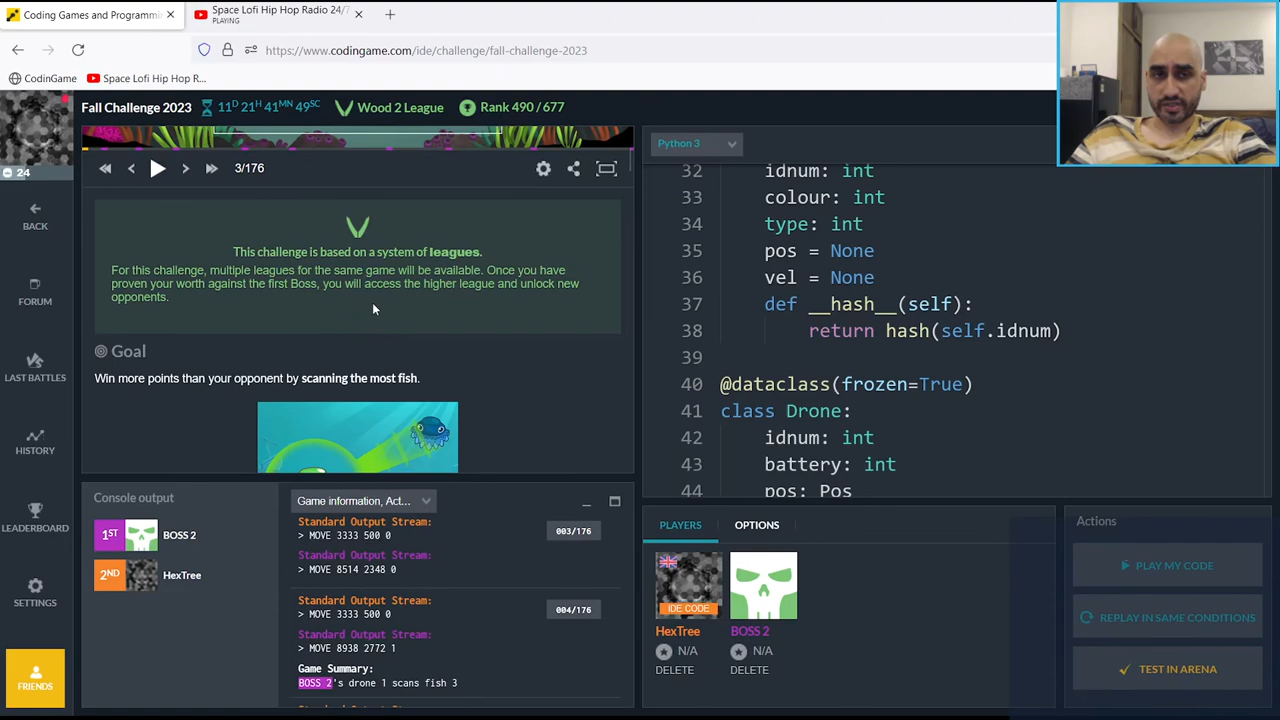 Coding Games and Programmi
Space Lofi Hip Hop Radio 24/7
PLAYING
https://www.codingame.com/ide/challenge/fall-challenge-2023
CodinGame
Space Lofi Hip Hop R...
Fall Challenge 2023
11D 21H 41MN 49SC
Wood 2 League
Rank 490 / 677
24
BACK
FORUM
LAST BATTLES
HISTORY
LEADERBOARD
SETTINGS
FRIENDS
3/176
This challenge is based on a system of leagues.
For this challenge, multiple leagues for the same game will be available. Once you have
proven your worth against the first Boss, you will access the higher league and unlock new
opponents.
Goal
Win more points than your opponent by scanning the most fish.
Console output
1ST
BOSS 2
2ND
HexTree
Game information, Act...
Standard Output Stream:
> MOVE 3333 500 0
003/176
Standard Output Stream:
> MOVE 8514 2348 0
Standard Output Stream:
> MOVE 3333 500 0
004/176
Standard Output Stream:
> MOVE 8938 2772 1
Game Summary:
BOSS 2's drone 1 scans fish 3
Python 3
32 idnum: int
33 colour: int
34 type: int
35 pos = None
36 vel = None
37 def __hash__(self):
38 return hash(self.idnum)
39
40 @dataclass(frozen=True)
41 class Drone:
42 idnum: int
43 battery: int
44 pos: Pos
PLAYERS
OPTIONS
IDE CODE
HexTree
N/A
DELETE
BOSS 2
N/A
DELETE
Actions
PLAY MY CODE
REPLAY IN SAME CONDITIONS
TEST IN ARENA